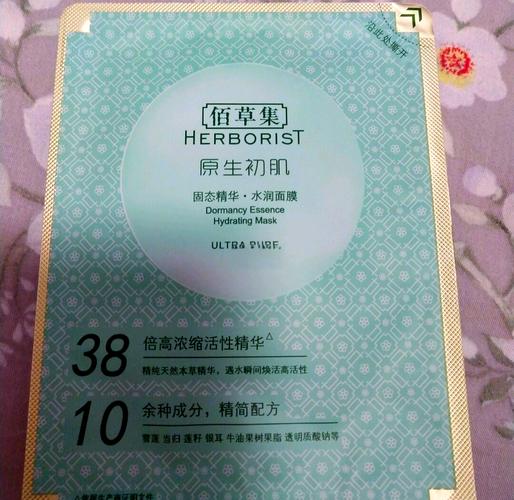 沿此处撕开
佰草集
HERBORIST
原生初肌
固态精华·水润面膜
Dormancy Essence
Hydrating Mask
38 倍高浓缩活性精华△
精纯天然本草精华，遇水瞬间焕活高活性
10 余种成分，精简配方
雪莲 当归 莲籽 银耳 牛油果树果脂 透明质酸钠等